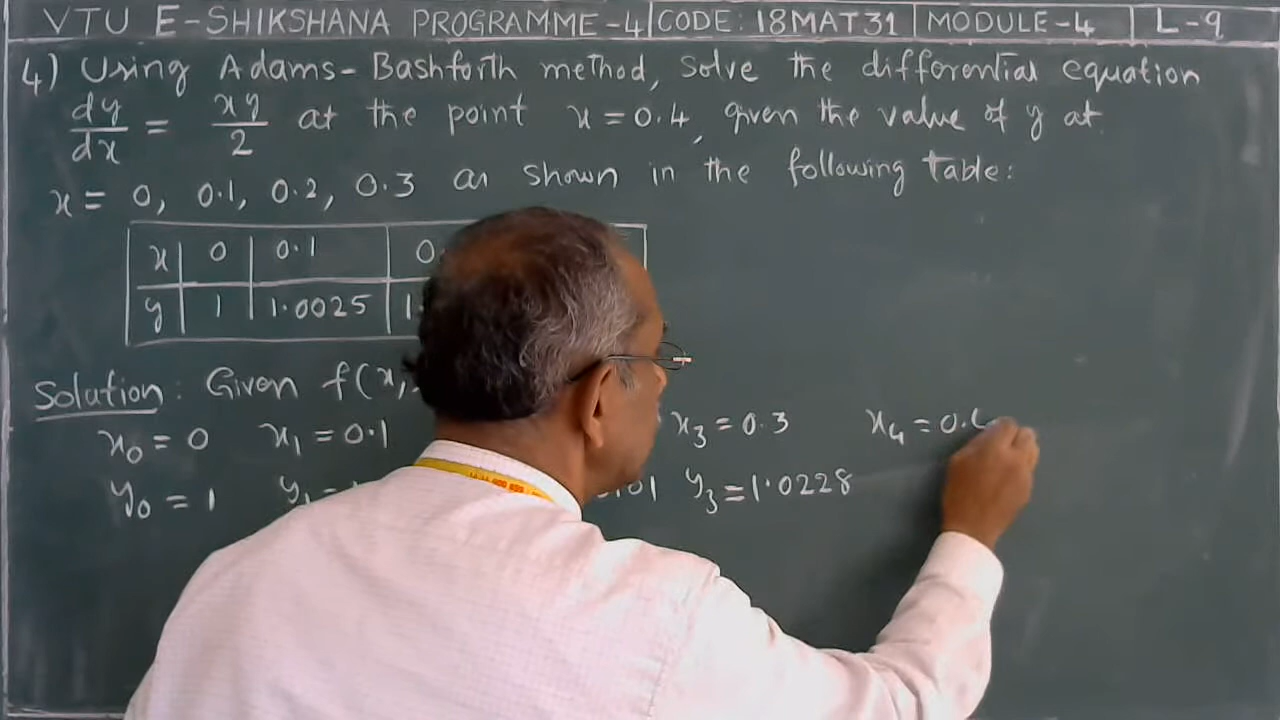 VTU E-SHIKSHANA PROGRAMME-4 CODE: 18MAT31 MODULE-4 L-9
4) Using Adams-Bashforth method, solve the differential equation
dy/dx = xy/2 at the point x = 0.4, given the value of y at
x = 0, 0.1, 0.2, 0.3 as shown in the following Table:
x 0 0.1 0.
y 1 1.0025 1.
Solution: Given f(x,
x₀ = 0 x₁ = 0.1 x₃ = 0.3 x₄ = 0.
y₀ = 1 y₁ = 0101 y₃ = 1.0228